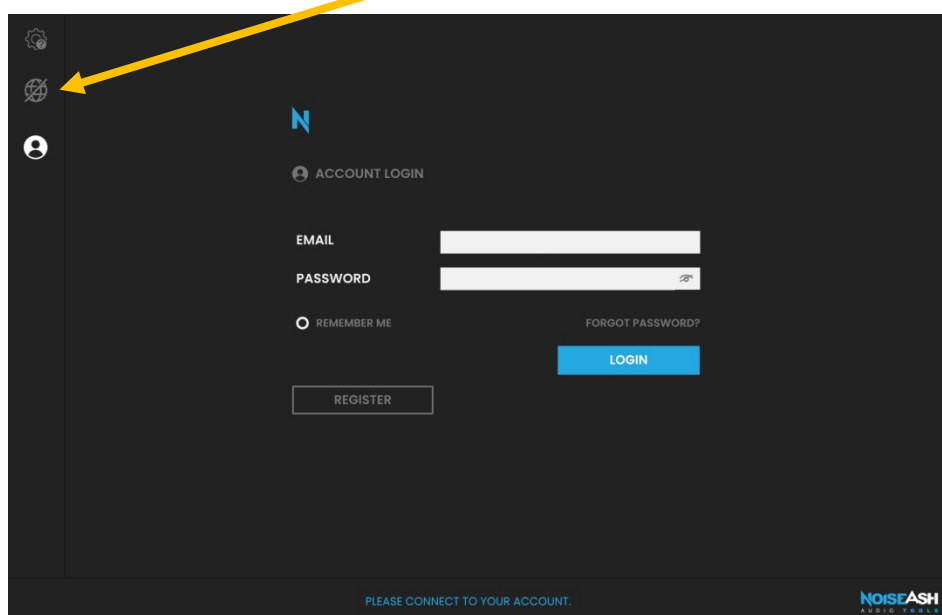 N
ACCOUNT LOGIN
EMAIL
PASSWORD
REMEMBER ME
FORGOT PASSWORD?
LOGIN
REGISTER
PLEASE CONNECT TO YOUR ACCOUNT.
NOISEASH
AUDIO TOOLS